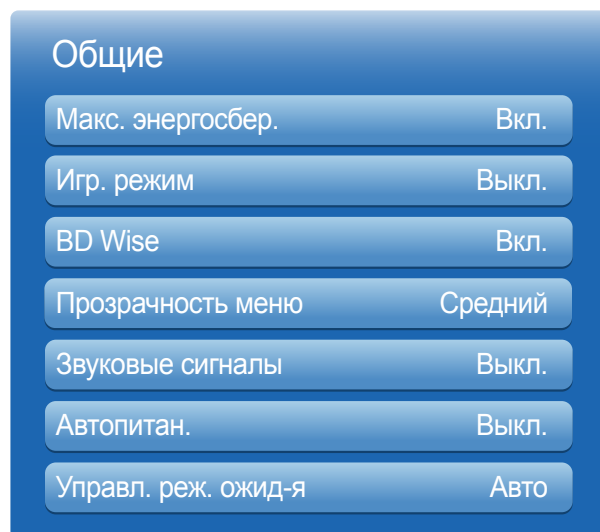 Общие
Макс. энергосбер. Вкл.
Игр. режим Выкл.
BD Wise Вкл.
Прозрачность меню Средний
Звуковые сигналы Выкл.
Автопитан. Выкл.
Управл. реж. ожид-я Авто